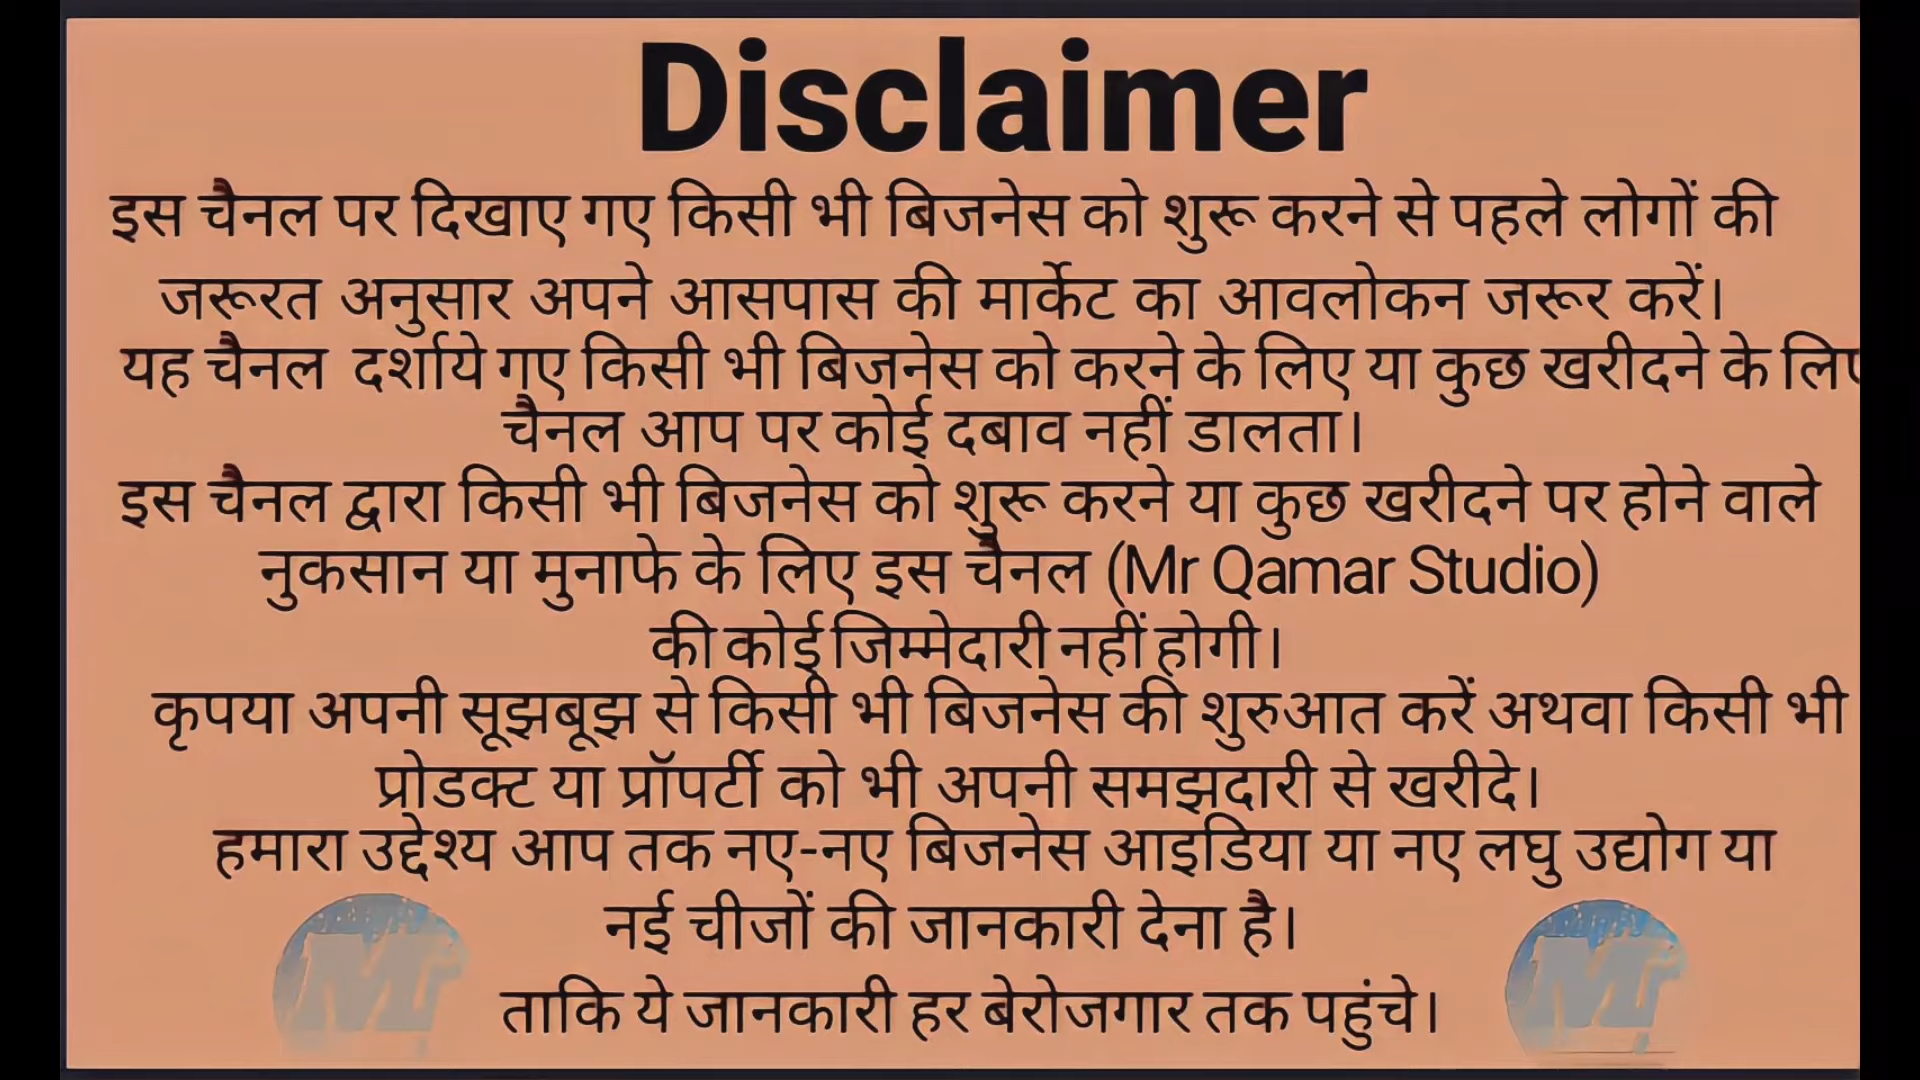 Disclaimer
इस चैनल पर दिखाए गए किसी भी बिजनेस को शुरू करने से पहले लोगों की
जरूरत अनुसार अपने आसपास की मार्केट का आवलोकन जरूर करें।
यह चैनल दर्शाये गए किसी भी बिजनेस को करने के लिए या कुछ खरीदने के लिए
चैनल आप पर कोई दबाव नहीं डालता।
इस चैनल द्वारा किसी भी बिजनेस को शुरू करने या कुछ खरीदने पर होने वाले
नुकसान या मुनाफे के लिए इस चैनल (Mr Qamar Studio)
की कोई जिम्मेदारी नहीं होगी।
कृपया अपनी सूझबूझ से किसी भी बिजनेस की शुरुआत करें अथवा किसी भी
प्रोडक्ट या प्रॉपर्टी को भी अपनी समझदारी से खरीदे।
हमारा उद्देश्य आप तक नए-नए बिजनेस आइडिया या नए लघु उद्योग या
नई चीजों की जानकारी देना है।
ताकि ये जानकारी हर बेरोजगार तक पहुंचे।
Mr
Mr